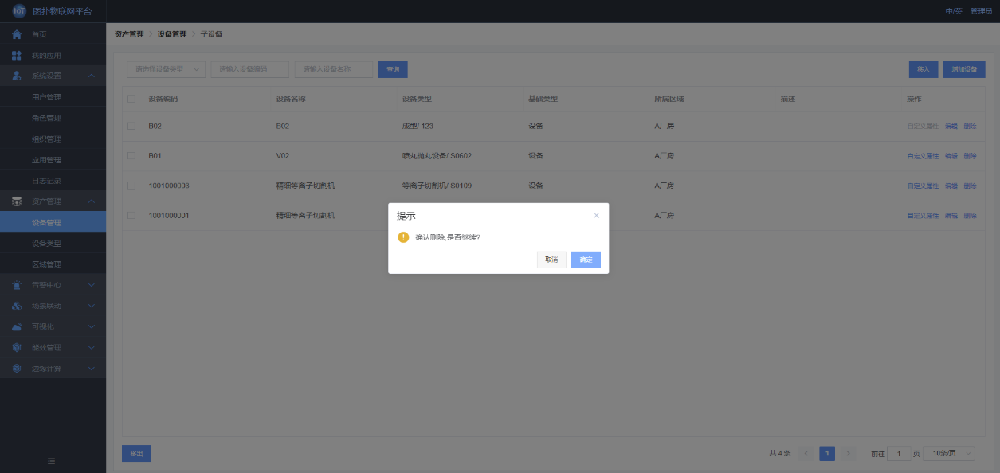 IOT 图扑物联网平台
中/英 管理员
首页
我的应用
系统设置
用户管理
角色管理
组织管理
应用管理
日志记录
资产管理
设备管理
设备类型
区域管理
告警中心
场景联动
可视化
能效管理
边缘计算
资产管理 > 设备管理 > 子设备
请选择设备类型 请输入设备编码 请输入设备名称 查询 移入 增加设备
设备编码 设备名称 设备类型 基础类型 所属区域 描述 操作
B02 B02 成型/ 123 设备 A厂房 自定义属性 编辑 删除
B01 V02 喷丸抛丸设备/ S0602 设备 A厂房 自定义属性 编辑 删除
1001000003 精细等离子切割机 等离子切割机/ S0109 设备 A厂房 自定义属性 编辑 删除
1001000001 精细等离子切割机 A厂房 自定义属性 编辑 删除
提示
确认删除,是否继续?
取消 确定
移出 共 4 条 < 1 > 前往 1 页 10条/页